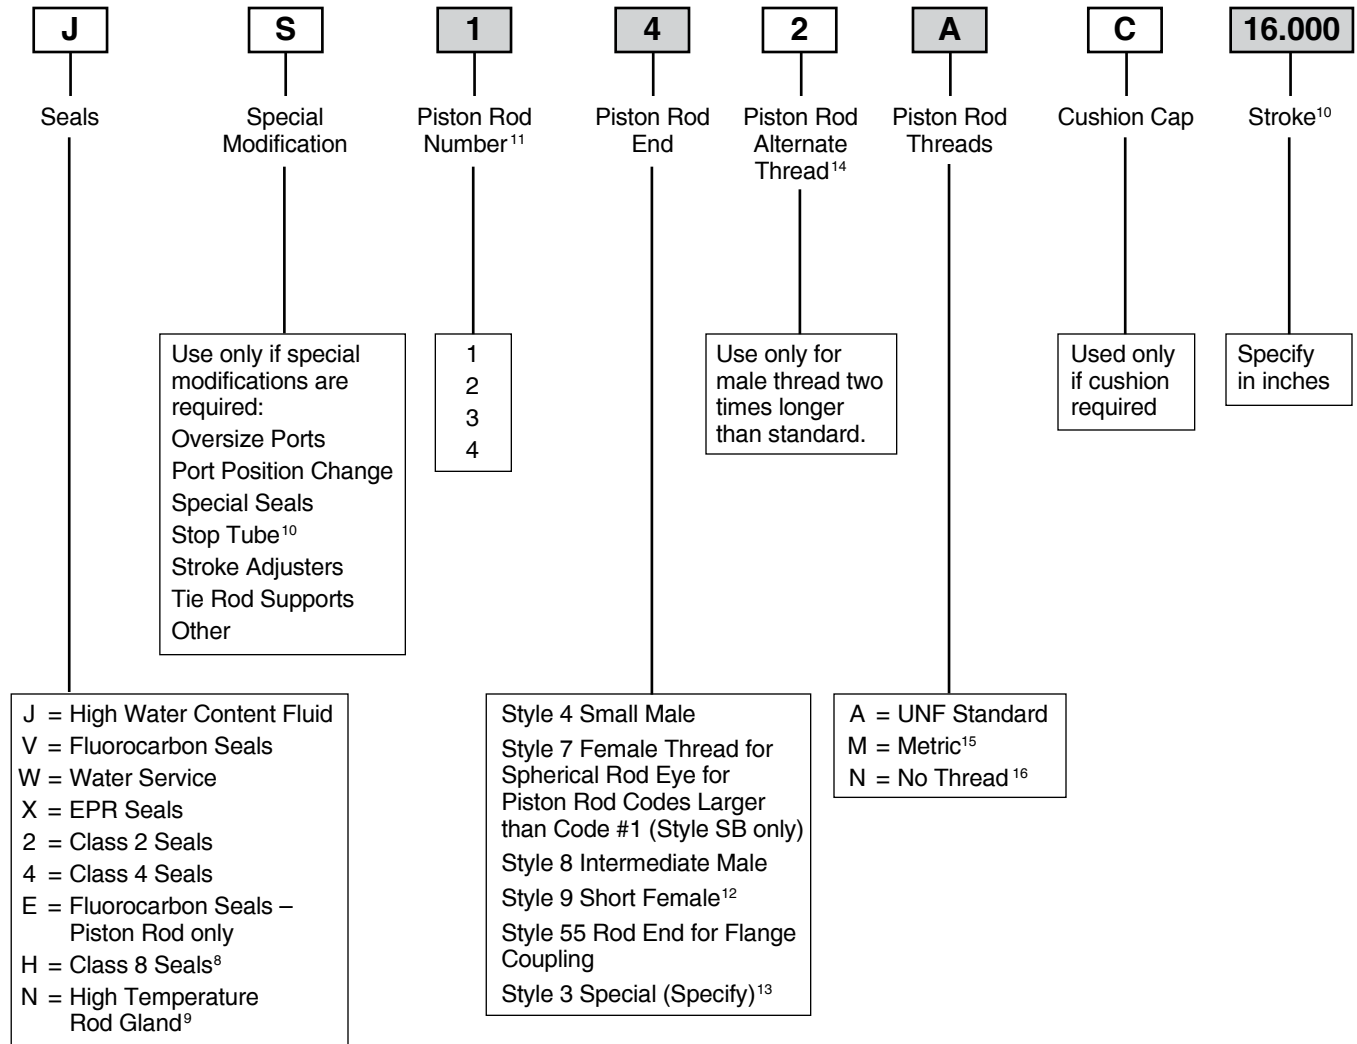 J S 1 4 2 A C 16.000
Seals
Special
Modification
Piston Rod
Number11
Piston Rod
End
Piston Rod
Alternate
Thread14
Piston Rod
Threads
Cushion Cap
Stroke10
Use only if special
modifications are
required:
Oversize Ports
Port Position Change
Special Seals
Stop Tube10
Stroke Adjusters
Tie Rod Supports
Other
1
2
3
4
Use only for
male thread two
times longer
than standard.
Used only
if cushion
required
Specify
in inches
J = High Water Content Fluid
V = Fluorocarbon Seals
W = Water Service
X = EPR Seals
2 = Class 2 Seals
4 = Class 4 Seals
E = Fluorocarbon Seals –
Piston Rod only
H = Class 8 Seals8
N = High Temperature
Rod Gland9
Style 4 Small Male
Style 7 Female Thread for
Spherical Rod Eye for
Piston Rod Codes Larger
than Code #1 (Style SB only)
Style 8 Intermediate Male
Style 9 Short Female12
Style 55 Rod End for Flange
Coupling
Style 3 Special (Specify)13
A = UNF Standard
M = Metric15
N = No Thread16